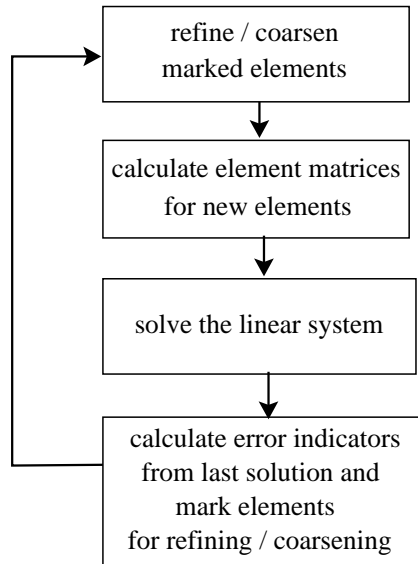 refine / coarsen
marked elements
calculate element matrices
for new elements
solve the linear system
calculate error indicators
from last solution and
mark elements
for refining / coarsening